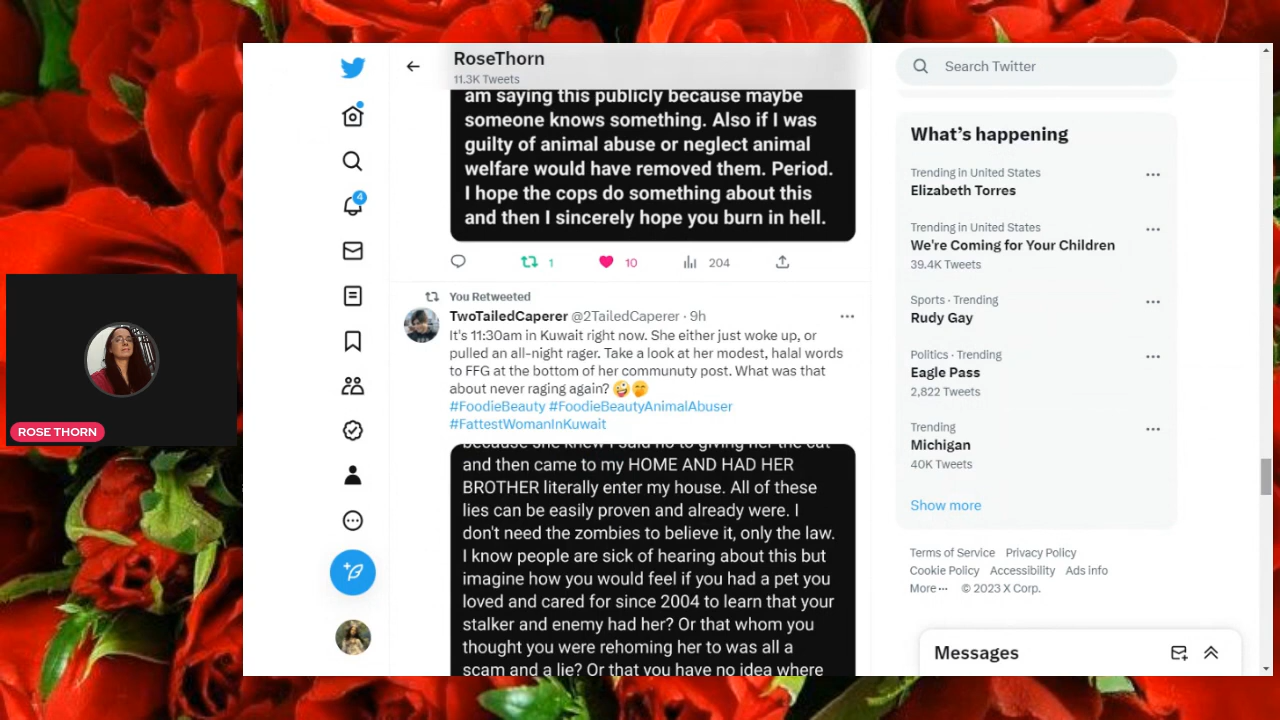 RoseThorn
11.3K Tweets
am saying this publicly because maybe
someone knows something. Also if I was
guilty of animal abuse or neglect animal
welfare would have removed them. Period.
I hope the cops do something about this
and then I sincerely hope you burn in hell.
1
10
204
You Retweeted
TwoTailedCaperer @2TailedCaperer · 9h
It's 11:30am in Kuwait right now. She either just woke up, or
pulled an all-night rager. Take a look at her modest, halal words
to FFG at the bottom of her communuty post. What was that
about never raging again?
#FoodieBeauty #FoodieBeautyAnimalAbuser
#FattestWomanInKuwait
because she knew I said no to giving her the cat
and then came to my HOME AND HAD HER
BROTHER literally enter my house. All of these
lies can be easily proven and already were. I
don't need the zombies to believe it, only the law.
I know people are sick of hearing about this but
imagine how you would feel if you had a pet you
loved and cared for since 2004 to learn that your
stalker and enemy had her? Or that whom you
thought you were rehoming her to was all a
scam and a lie? Or that you have no idea where
4
ROSE THORN
Search Twitter
What's happening
Trending in United States
Elizabeth Torres
Trending in United States
We're Coming for Your Children
39.4K Tweets
Sports · Trending
Rudy Gay
Politics · Trending
Eagle Pass
2,822 Tweets
Trending
Michigan
40K Tweets
Show more
Terms of Service Privacy Policy
Cookie Policy Accessibility Ads info
More ··· © 2023 X Corp.
Messages